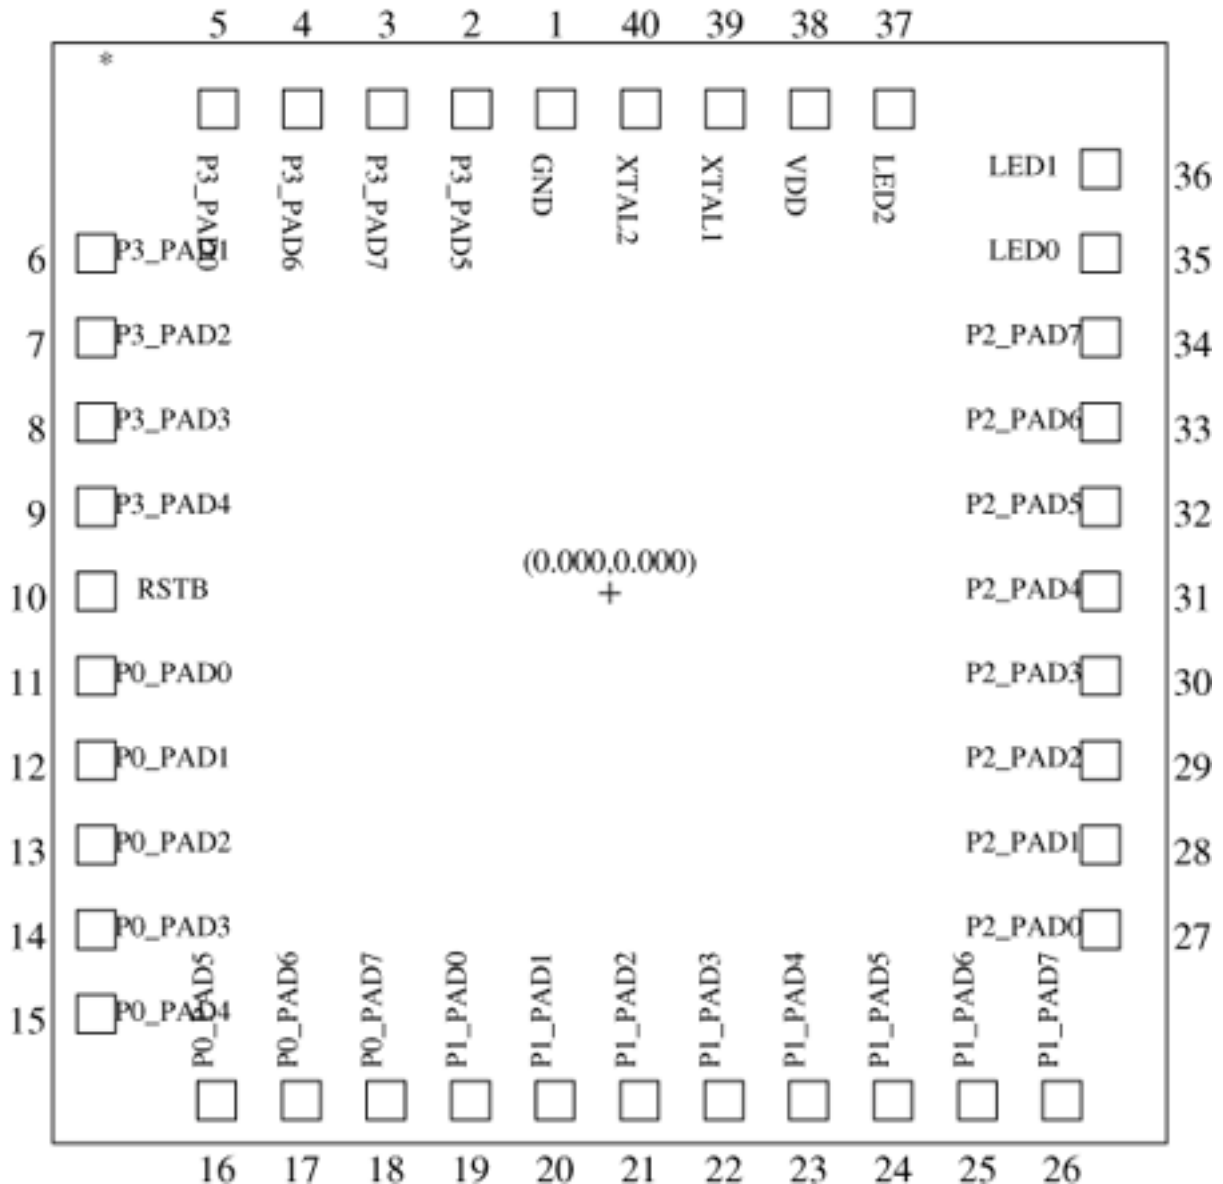 5 4 3 2 1 40 39 38 37
*
P3_PAD0
P3_PAD6
P3_PAD7
P3_PAD5
GND
XTAL2
XTAL1
VDD
LED2
LED1 36
6 P3_PAD1
LED0 35
7 P3_PAD2
P2_PAD7 34
8 P3_PAD3
P2_PAD6 33
9 P3_PAD4
P2_PAD5 32
(0.000,0.000)
10 RSTB
P2_PAD4 31
11 P0_PAD0
P2_PAD3 30
12 P0_PAD1
P2_PAD2 29
13 P0_PAD2
P2_PAD1 28
14 P0_PAD3
P2_PAD0 27
15 P0_PAD4
P0_PAD5
P0_PAD6
P0_PAD7
P1_PAD0
P1_PAD1
P1_PAD2
P1_PAD3
P1_PAD4
P1_PAD5
P1_PAD6
P1_PAD7
16 17 18 19 20 21 22 23 24 25 26